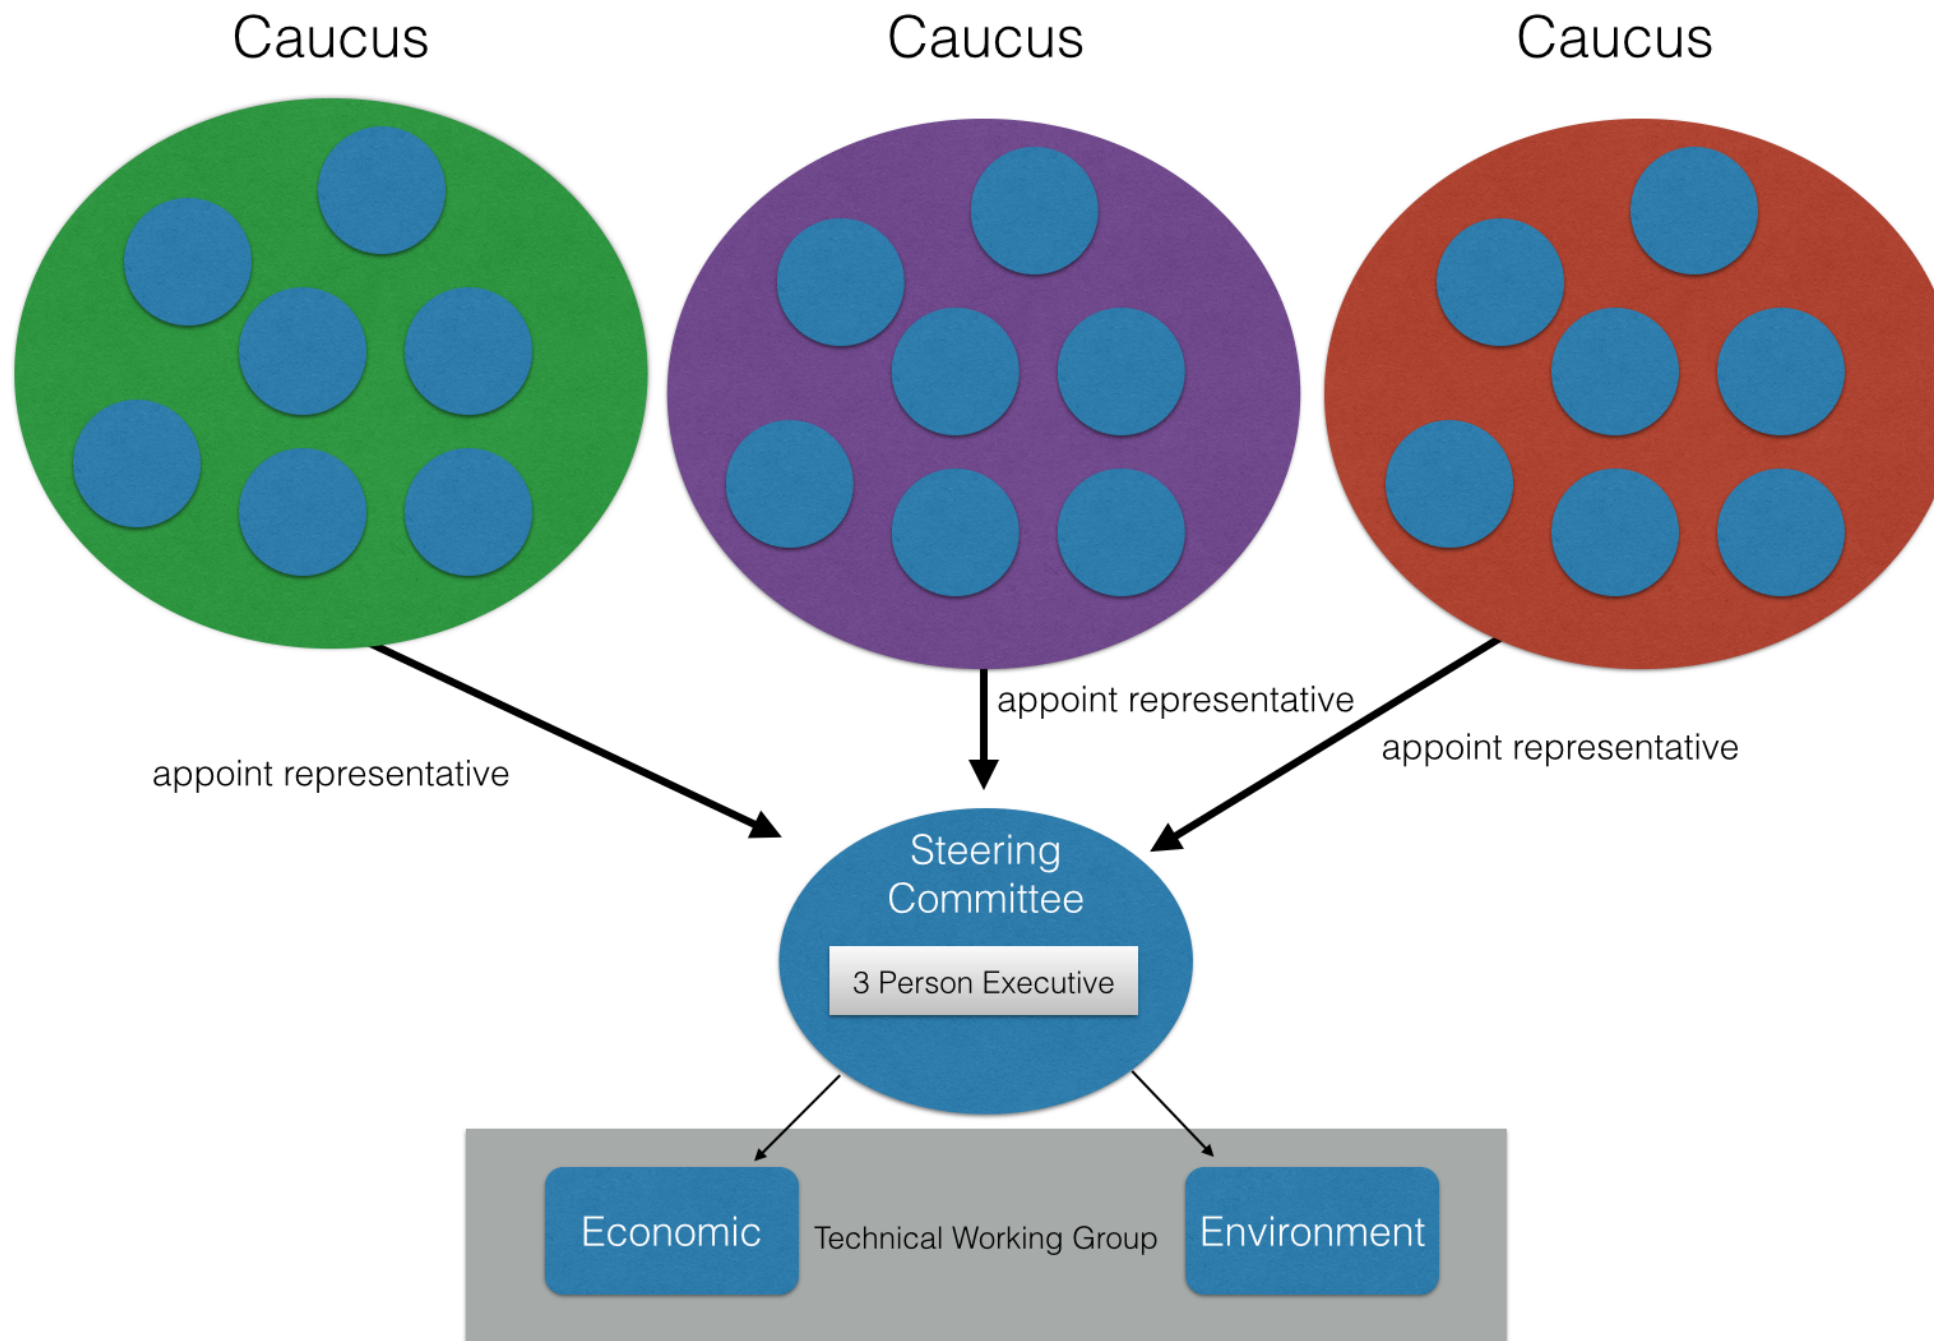 Caucus
Caucus
Caucus
appoint representative
appoint representative
appoint representative
Steering
Committee
3 Person Executive
Economic
Technical Working Group
Environment